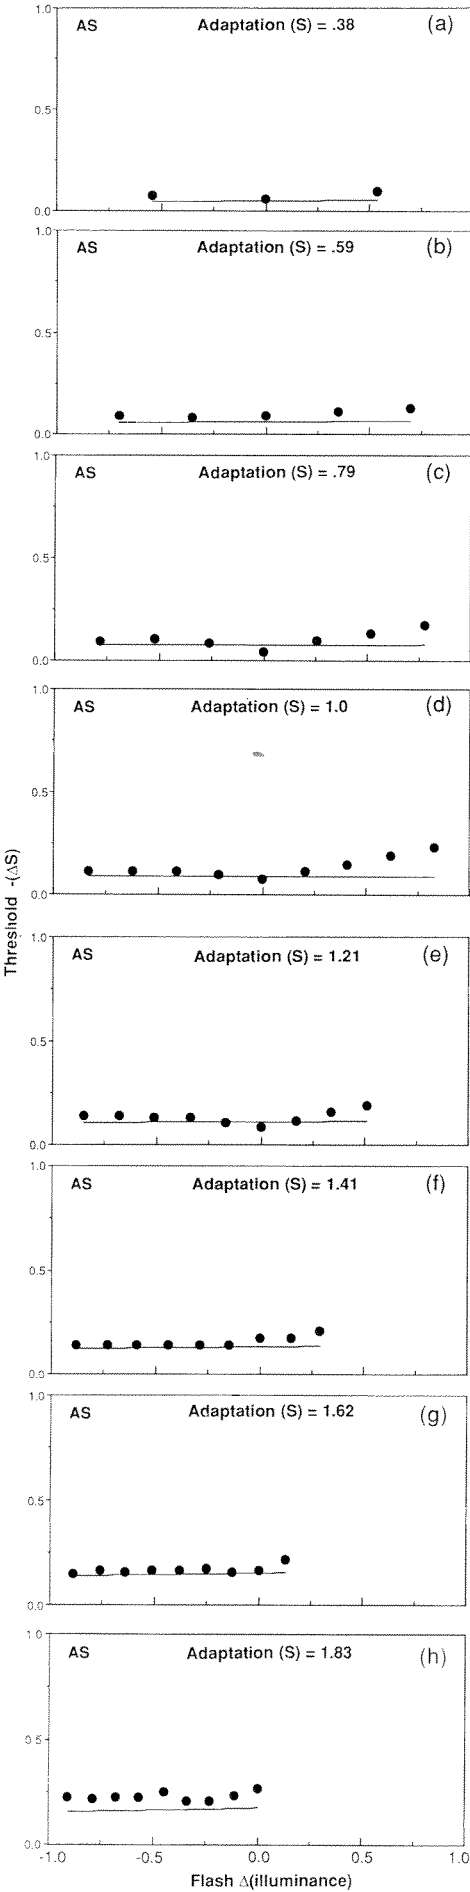 1.0
AS Adaptation (S) = .38 (a)
0.5
0.0
1.0
AS Adaptation (S) = .59 (b)
0.5
0.0
1.0
AS Adaptation (S) = .79 (c)
0.5
0.0
1.0
AS Adaptation (S) = 1.0 (d)
0.5
0.0
Threshold -(ΔS)
1.0
AS Adaptation (S) = 1.21 (e)
0.5
0.0
1.0
AS Adaptation (S) = 1.41 (f)
0.5
0.0
1.0
AS Adaptation (S) = 1.62 (g)
0.5
0.0
1.0
AS Adaptation (S) = 1.83 (h)
0.5
0.0
-1.0 -0.5 0.0 0.5 1.0
Flash Δ(illuminance)